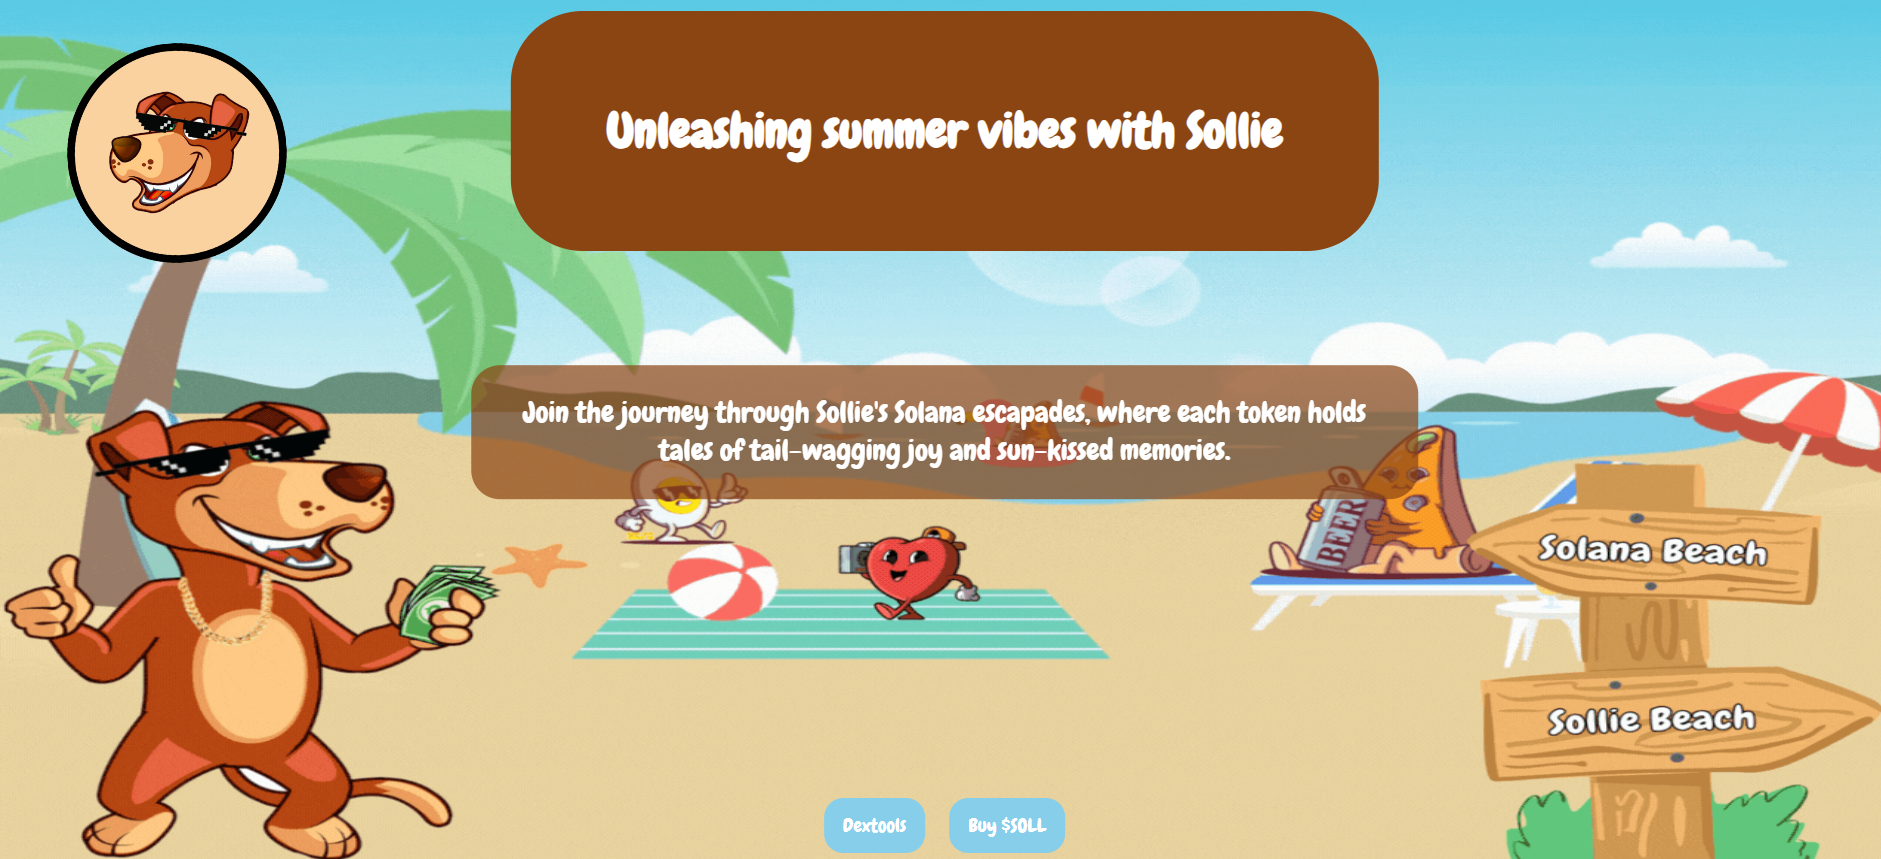 Unleashing summer vibes with Sollie
Join the journey through Sollie's Solana escapades, where each token holds
tales of tail-wagging joy and sun-kissed memories.
BEER
Solana Beach
Sollie Beach
Dextools
Buy $SOLL